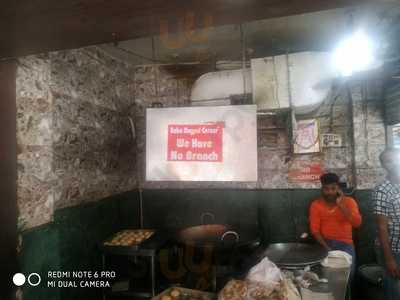 Baba Nagpal Corner
We Have
No Branch
REDMI NOTE 6 PRO
MI DUAL CAMERA